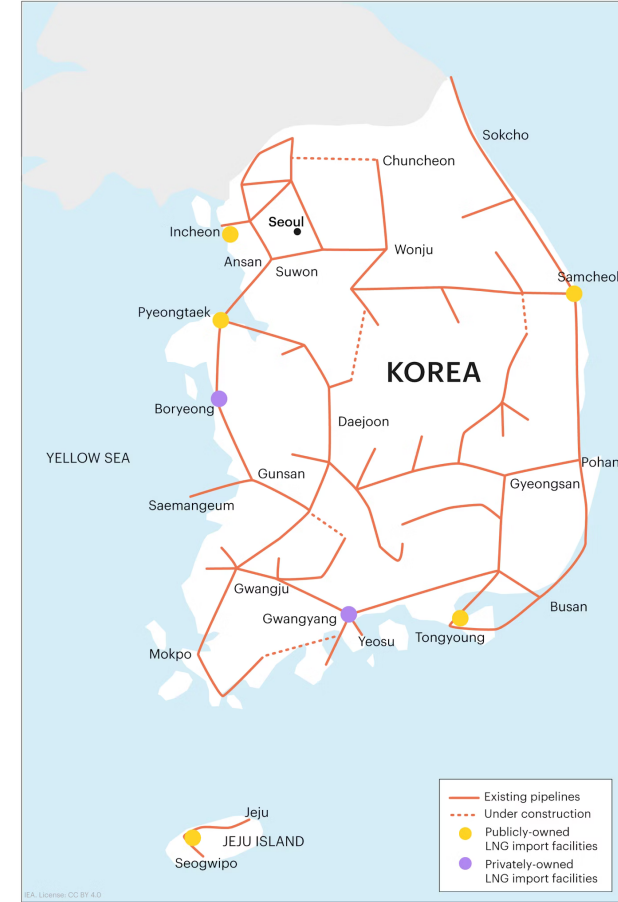 Sokcho
Chuncheon
Seoul
Incheon
Wonju
Ansan
Suwon
Samcheok
Pyeongtaek
KOREA
Boryeong
Daejoon
YELLOW SEA
Pohan
Gunsan
Gyeongsan
Saemangeum
Gwangju
Busan
Gwangyang
Yeosu
Tongyoung
Mokpo
Existing pipelines
Under construction
Publicly-owned
LNG import facilities
Privately-owned
LNG import facilities
Jeju
JEJU ISLAND
Seogwipo
IEA. License: CC BY 4.0